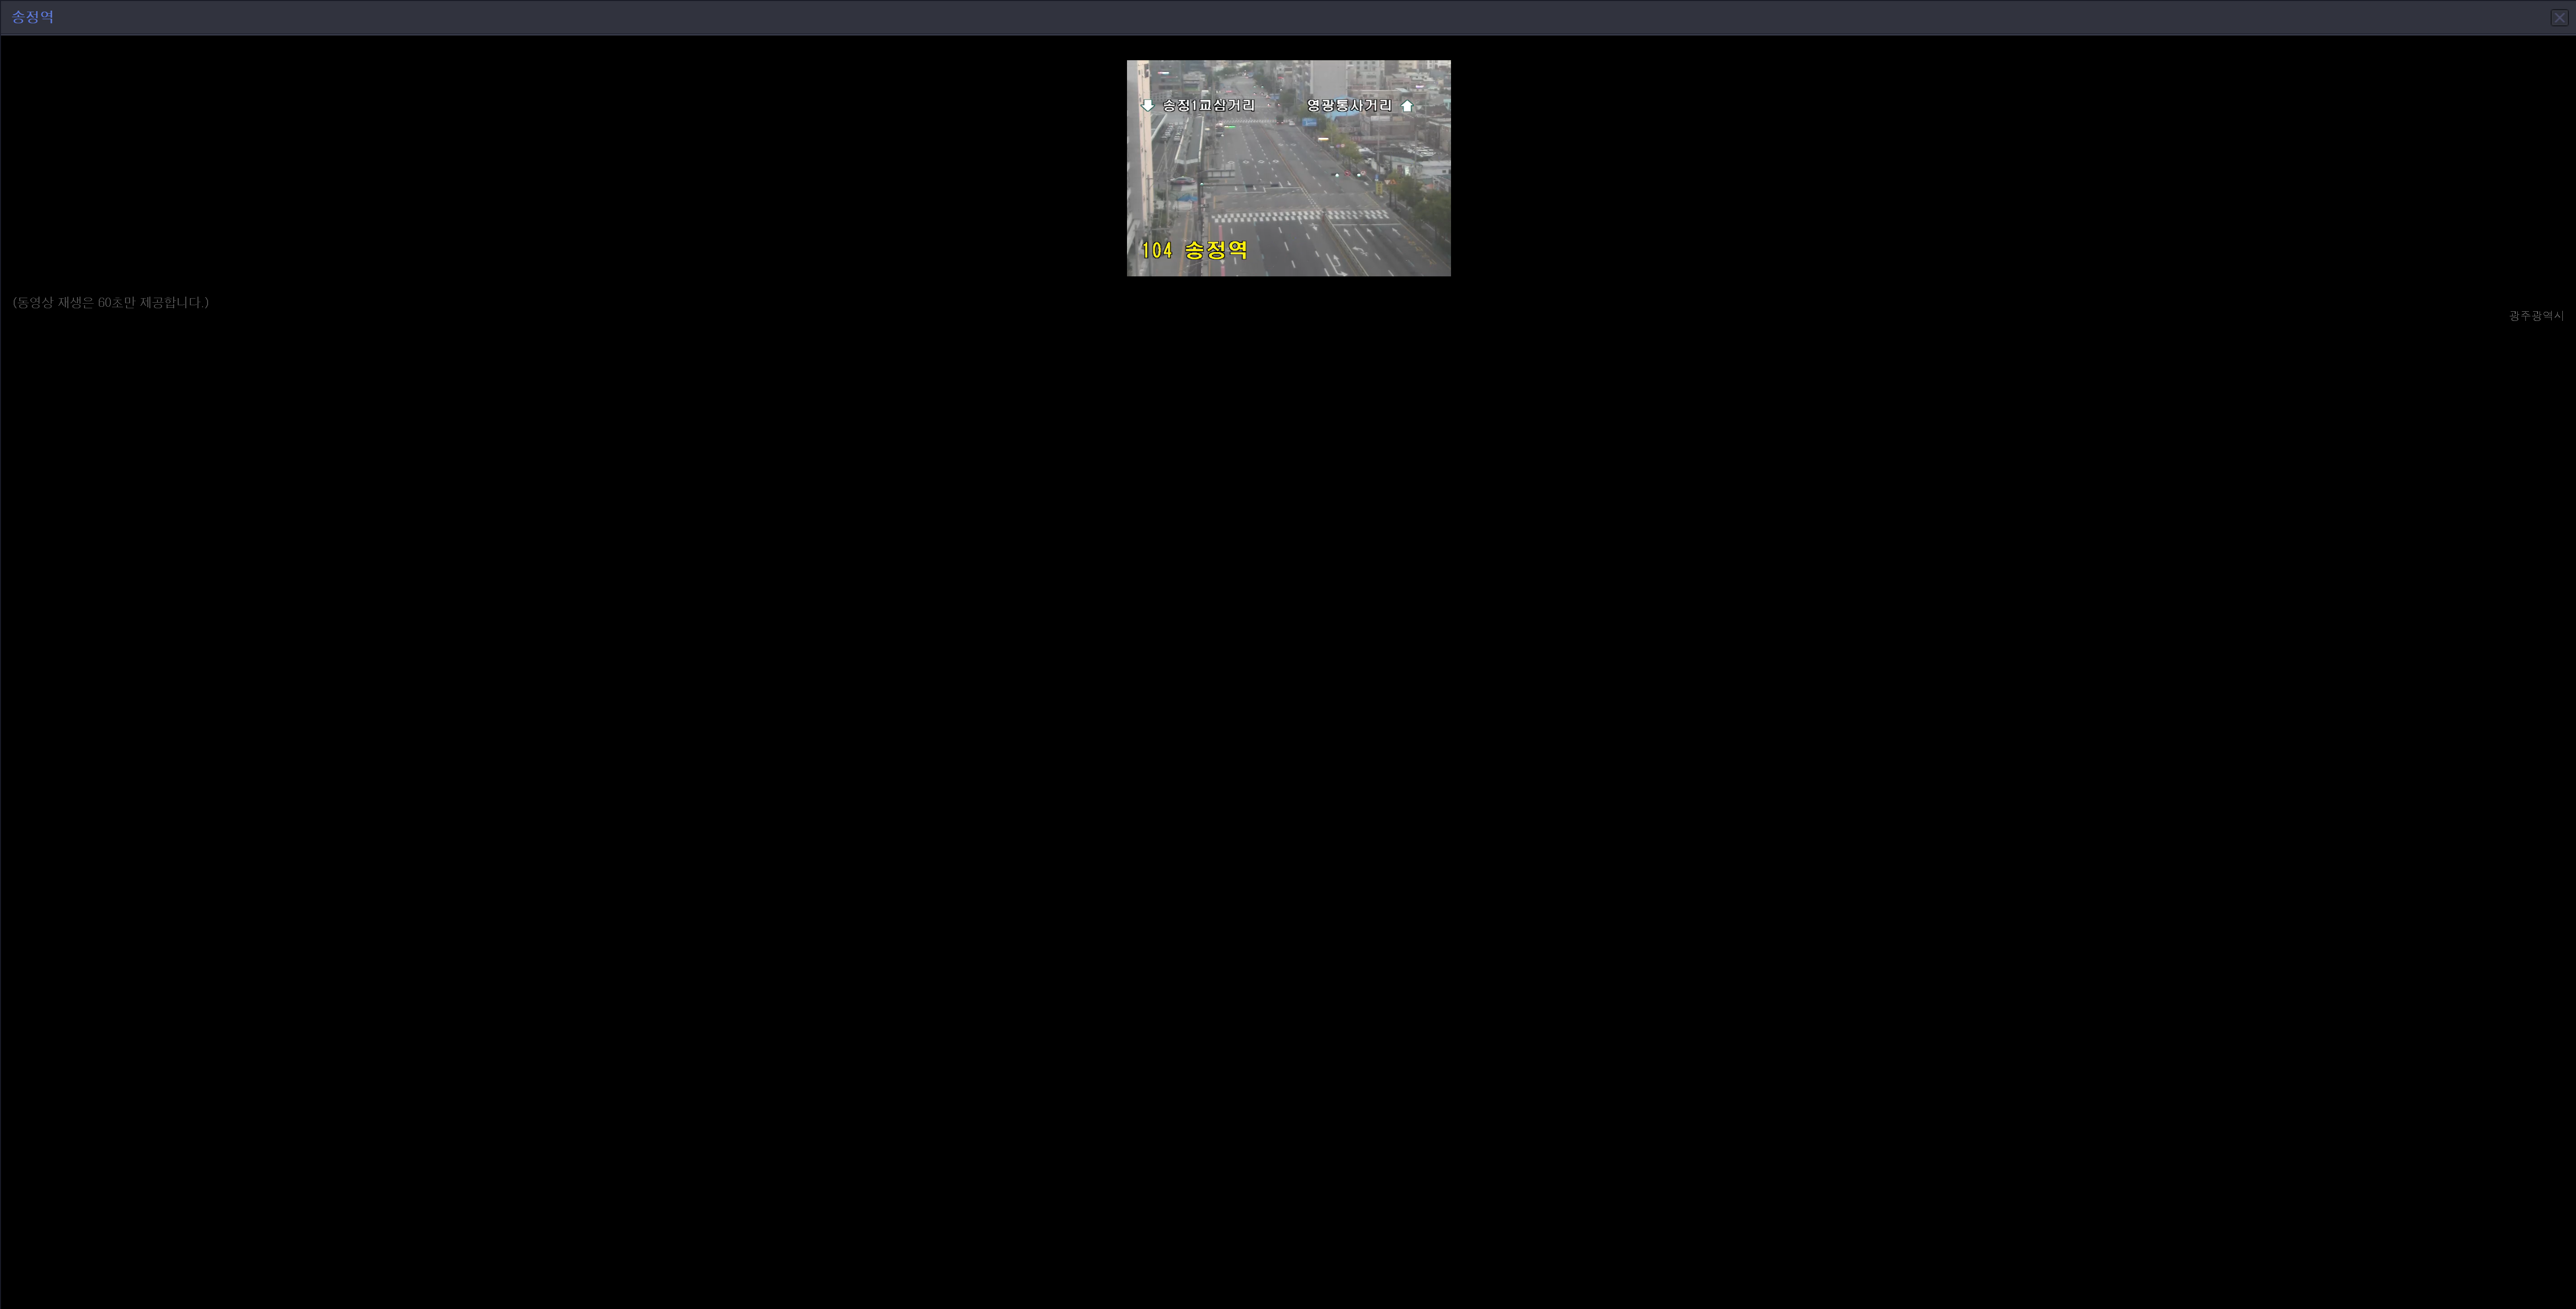 송정역
송정1교삼거리
영광통사거리
104 송정역
(동영상 재생은 60초만 제공합니다.)
광주광역시